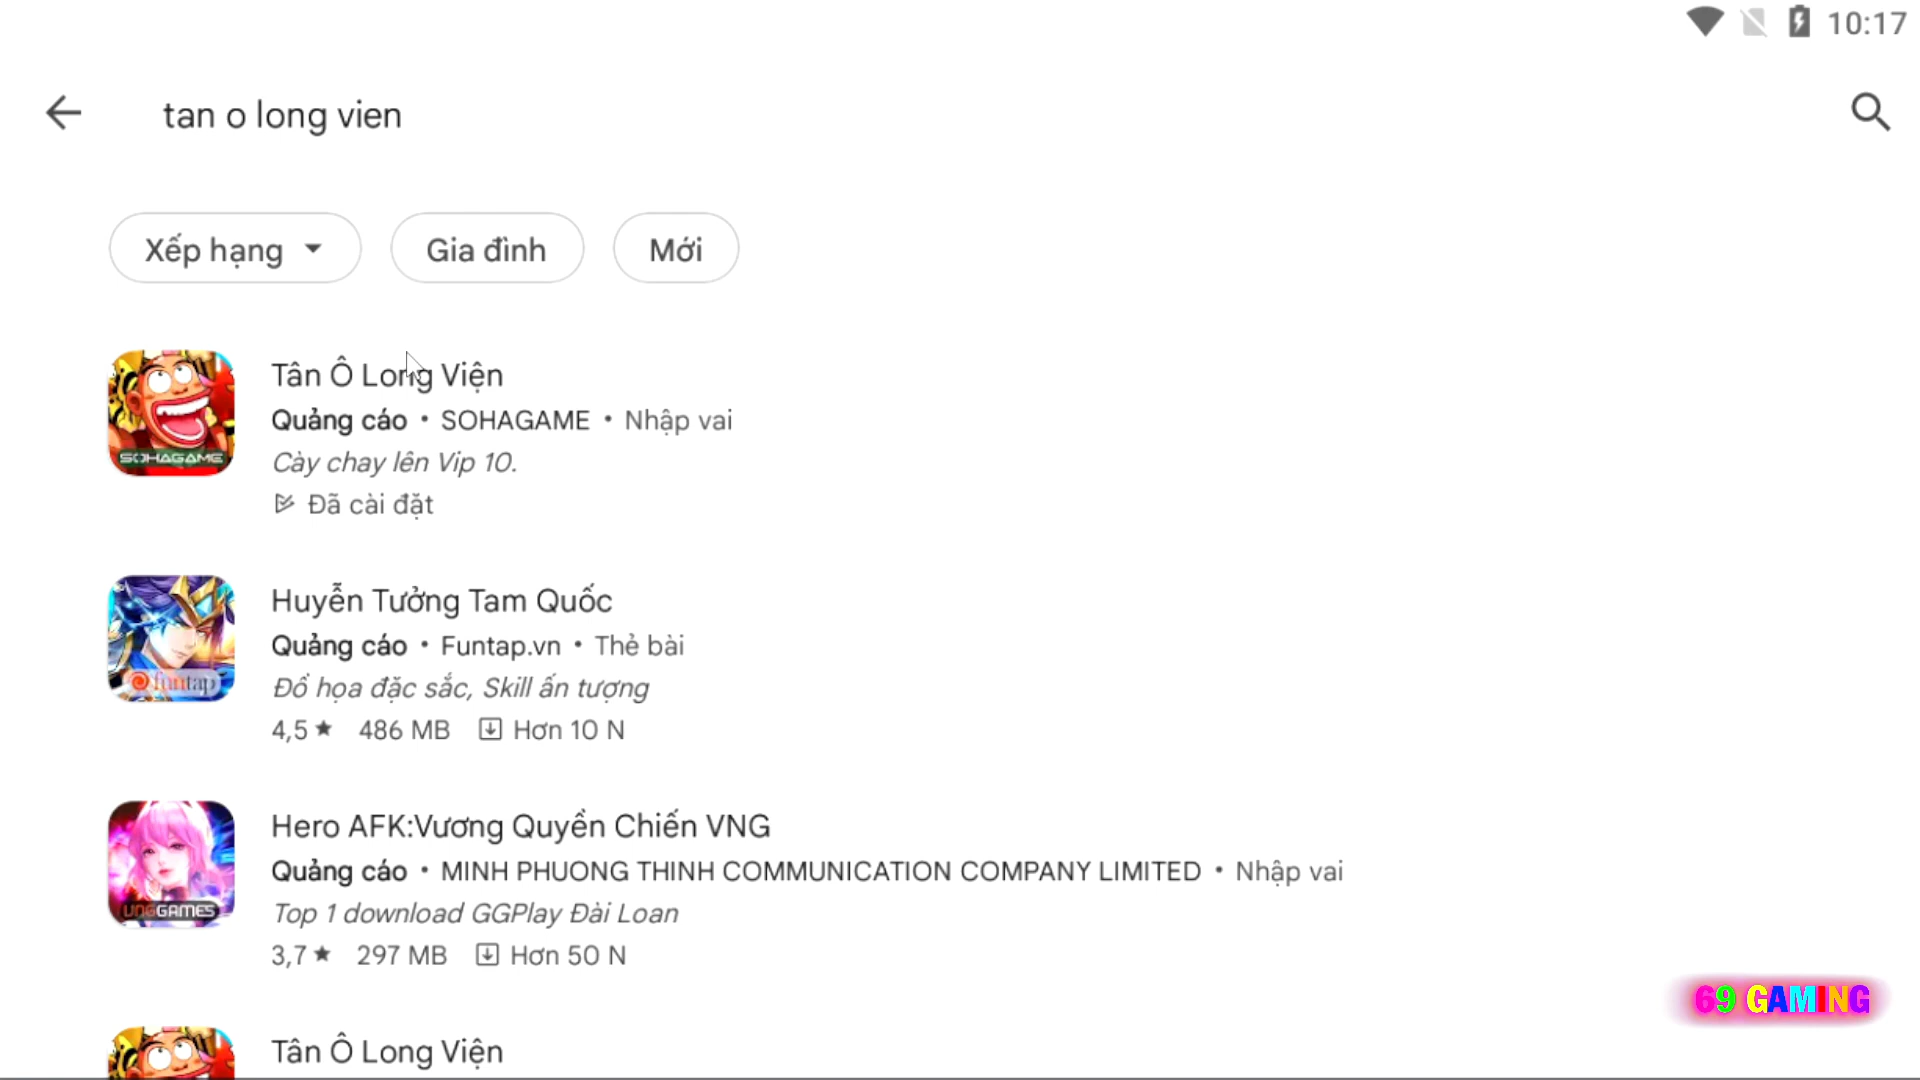 10:17
tan o long vien
Xếp hạng
Gia đình
Mới
Tân Ô Long Viện
Quảng cáo • SOHAGAME • Nhập vai
Cày chay lên Vip 10.
Đã cài đặt
SOHAGAME
Huyễn Tưởng Tam Quốc
Quảng cáo • Funtap.vn • Thẻ bài
Đồ họa đặc sắc, Skill ấn tượng
4,5 ★ 486 MB Hơn 10 N
funtap
Hero AFK:Vương Quyền Chiến VNG
Quảng cáo • MINH PHUONG THINH COMMUNICATION COMPANY LIMITED • Nhập vai
Top 1 download GGPlay Đài Loan
3,7 ★ 297 MB Hơn 50 N
VNGGAMES
69 GAMING
Tân Ô Long Viện